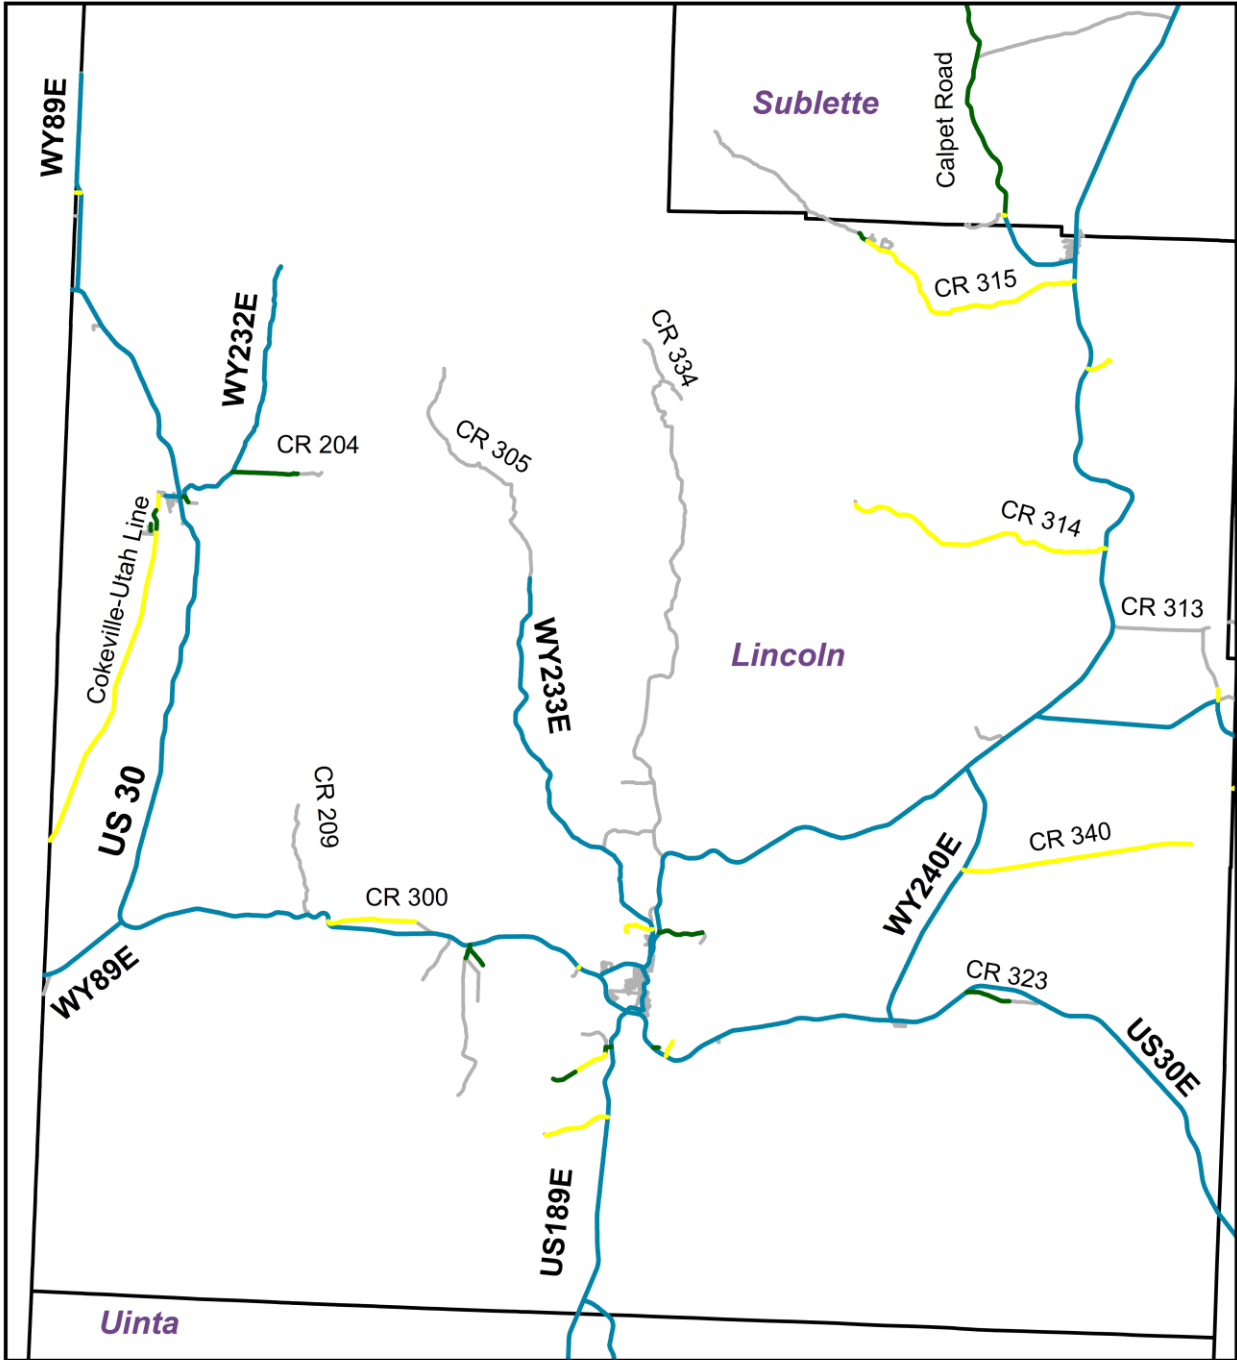 WY89E
Sublette
Calpet Road
CR 315
WY232E
CR 334
CR 204
CR 305
CR 314
Cokeville-Utah Line
CR 313
WY233E
Lincoln
US 30
CR 209
CR 340
WY240E
CR 300
WY89E
CR 323
US30E
US189E
Uinta